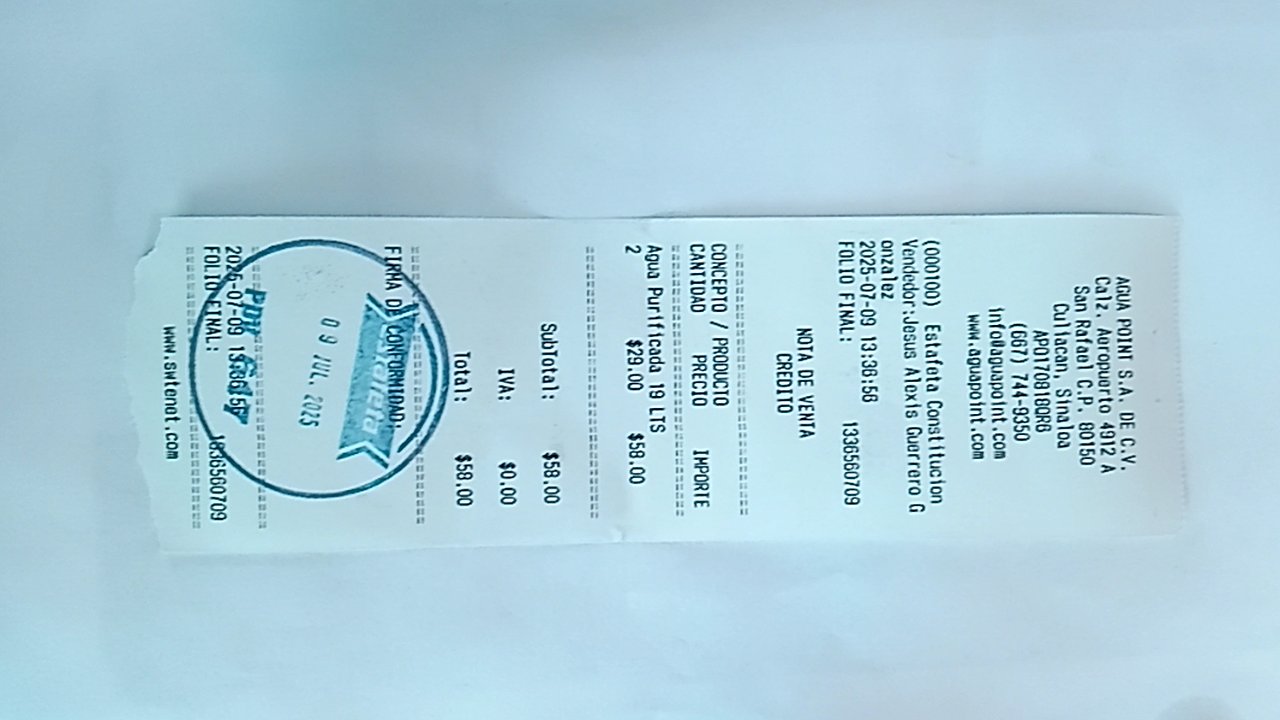 AGUA POINT S.A. DE C.V.
Calz. Aeropuerto 4912 A
San Rafael C.P. 80150
Culiacan, Sinaloa
APO170818QR8
(667) 744-9350
info@aguapoint.com
www.aguapoint.com
(000100) Estafeta Constitucion
Vendedor:Jesus Alexis Guerrero G
onzalez
2025-07-09 13:36:56
FOLIO FINAL: 1336560709
NOTA DE VENTA
CREDITO
================================
CONCEPTO / PRODUCTO
CANTIDAD PRECIO IMPORTE
================================
Agua Purificada 19 LTS
2 $29.00 $58.00
================================
SubTotal: $58.00
IVA: $0.00
Total: $58.00
================================
FIRMA DE CONFORMIDAD:
09 JUL. 2025
================================
2025-07-09
FOLIO FINAL: 1336560709
================================
www.swtenet.com